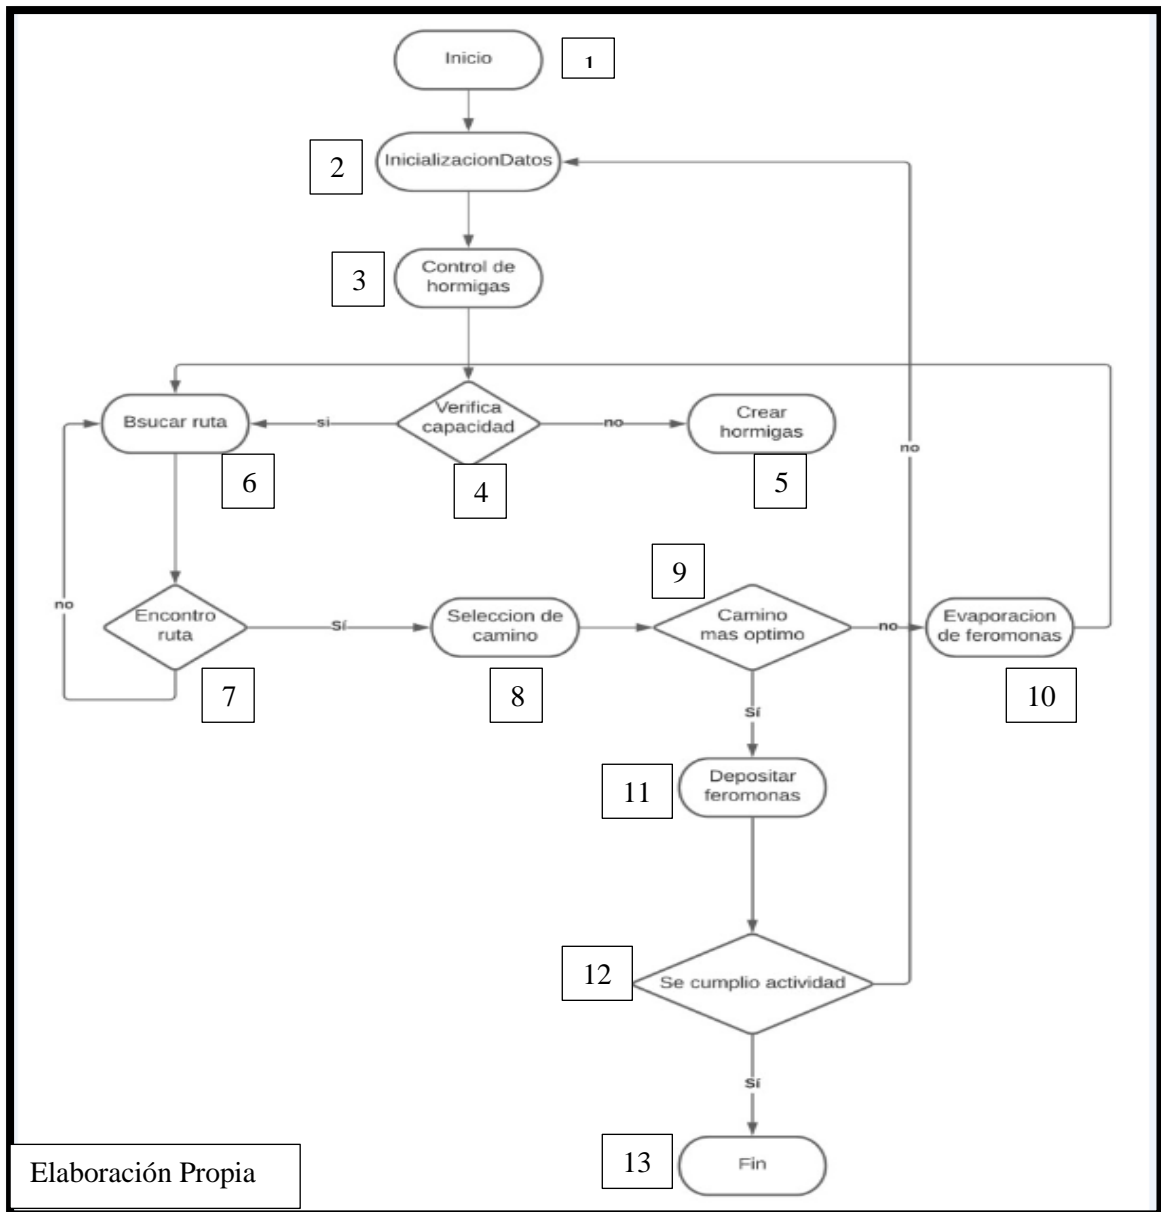 Inicio
1
InicializacionDatos
2
Control de
hormigas
3
Bsucar ruta
si
Verifica
capacidad
no
Crear
hormigas
no
6
4
5
9
no
Encontro
ruta
Sí
Seleccion de
camino
Camino
mas optimo
no
Evaporacion
de feromonas
7
8
10
Sí
Depositar
feromonas
11
12
Se cumplio actividad
Sí
13
Fin
Elaboración Propia